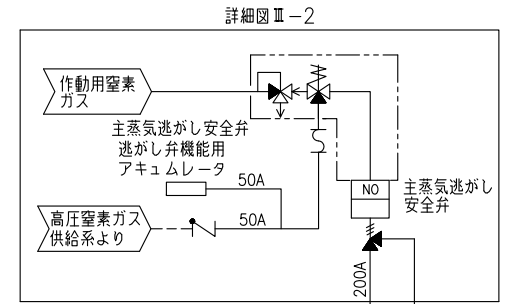 詳細図Ⅲ-2
作動用窒素
ガス
主蒸気逃がし安全弁
逃がし弁機能用
アキュムレータ
50A
NO
主蒸気逃がし
安全弁
高圧窒素ガス
供給系より
50A
200A